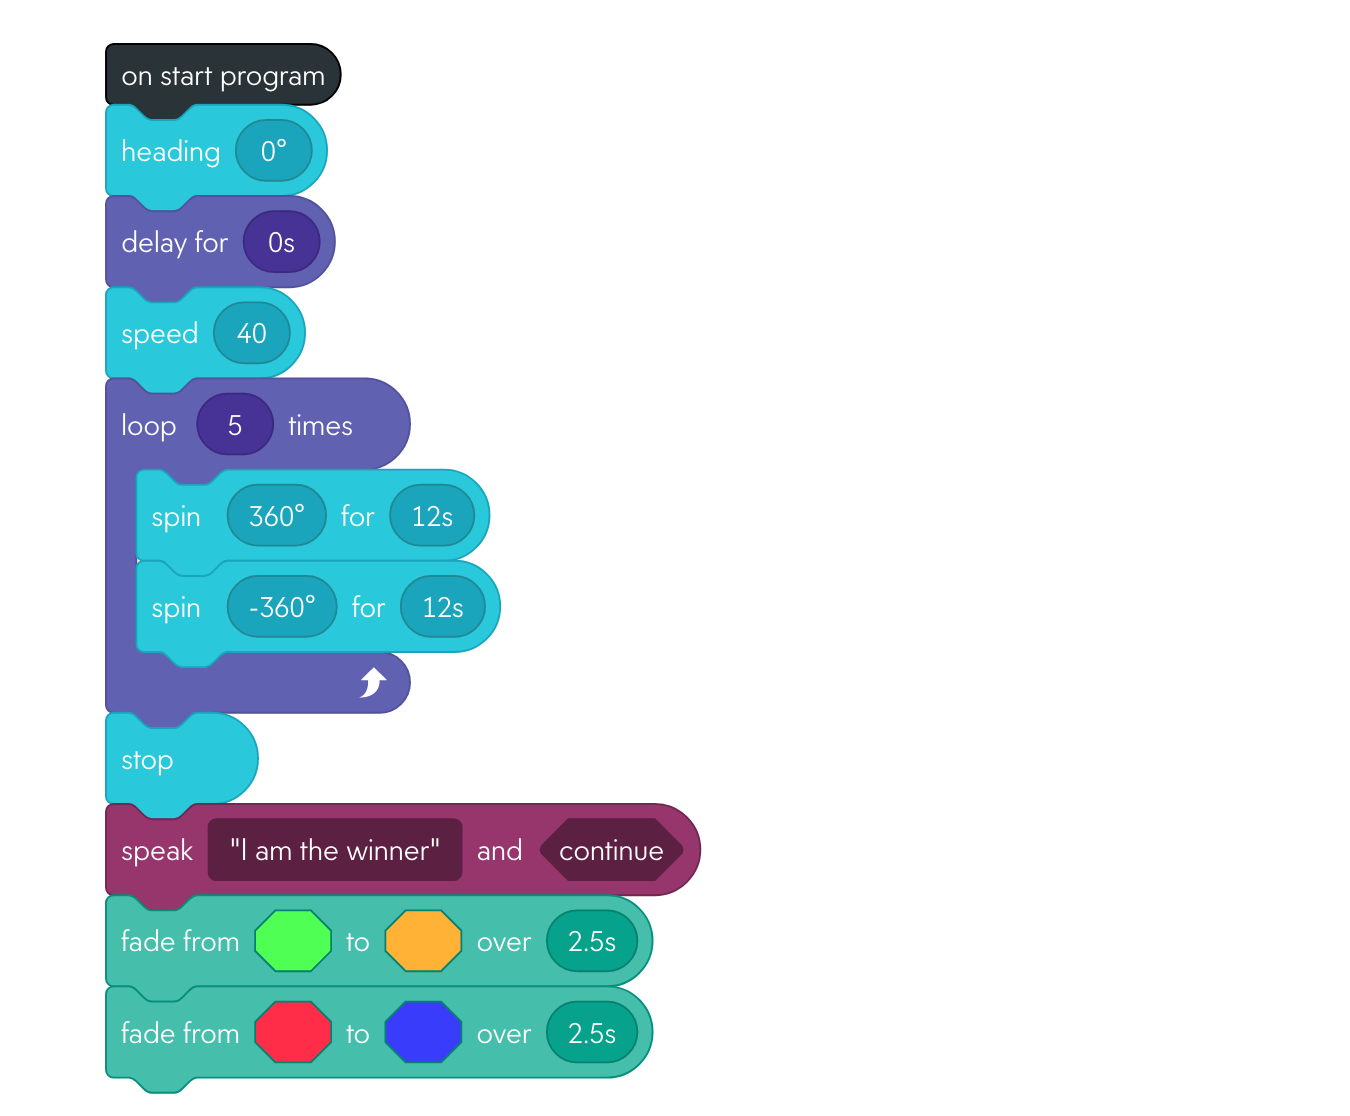 on start program
heading 0°
delay for 0s
speed 40
loop 5 times
spin 360° for 12s
spin -360° for 12s
stop
speak "I am the winner" and continue
fade from to over 2.5s
fade from to over 2.5s